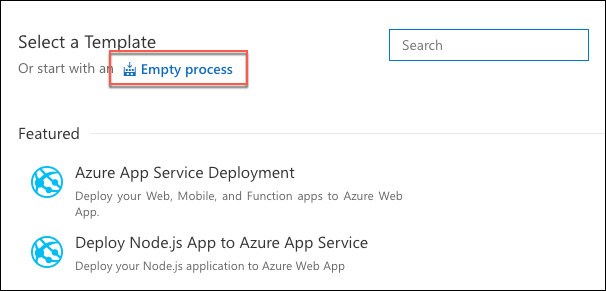 Select a Template
Search
Or start with an Empty process
Featured
Azure App Service Deployment
Deploy your Web, Mobile, and Function apps to Azure Web
App.
Deploy Node.js App to Azure App Service
Deploy your Node.js application to Azure Web App